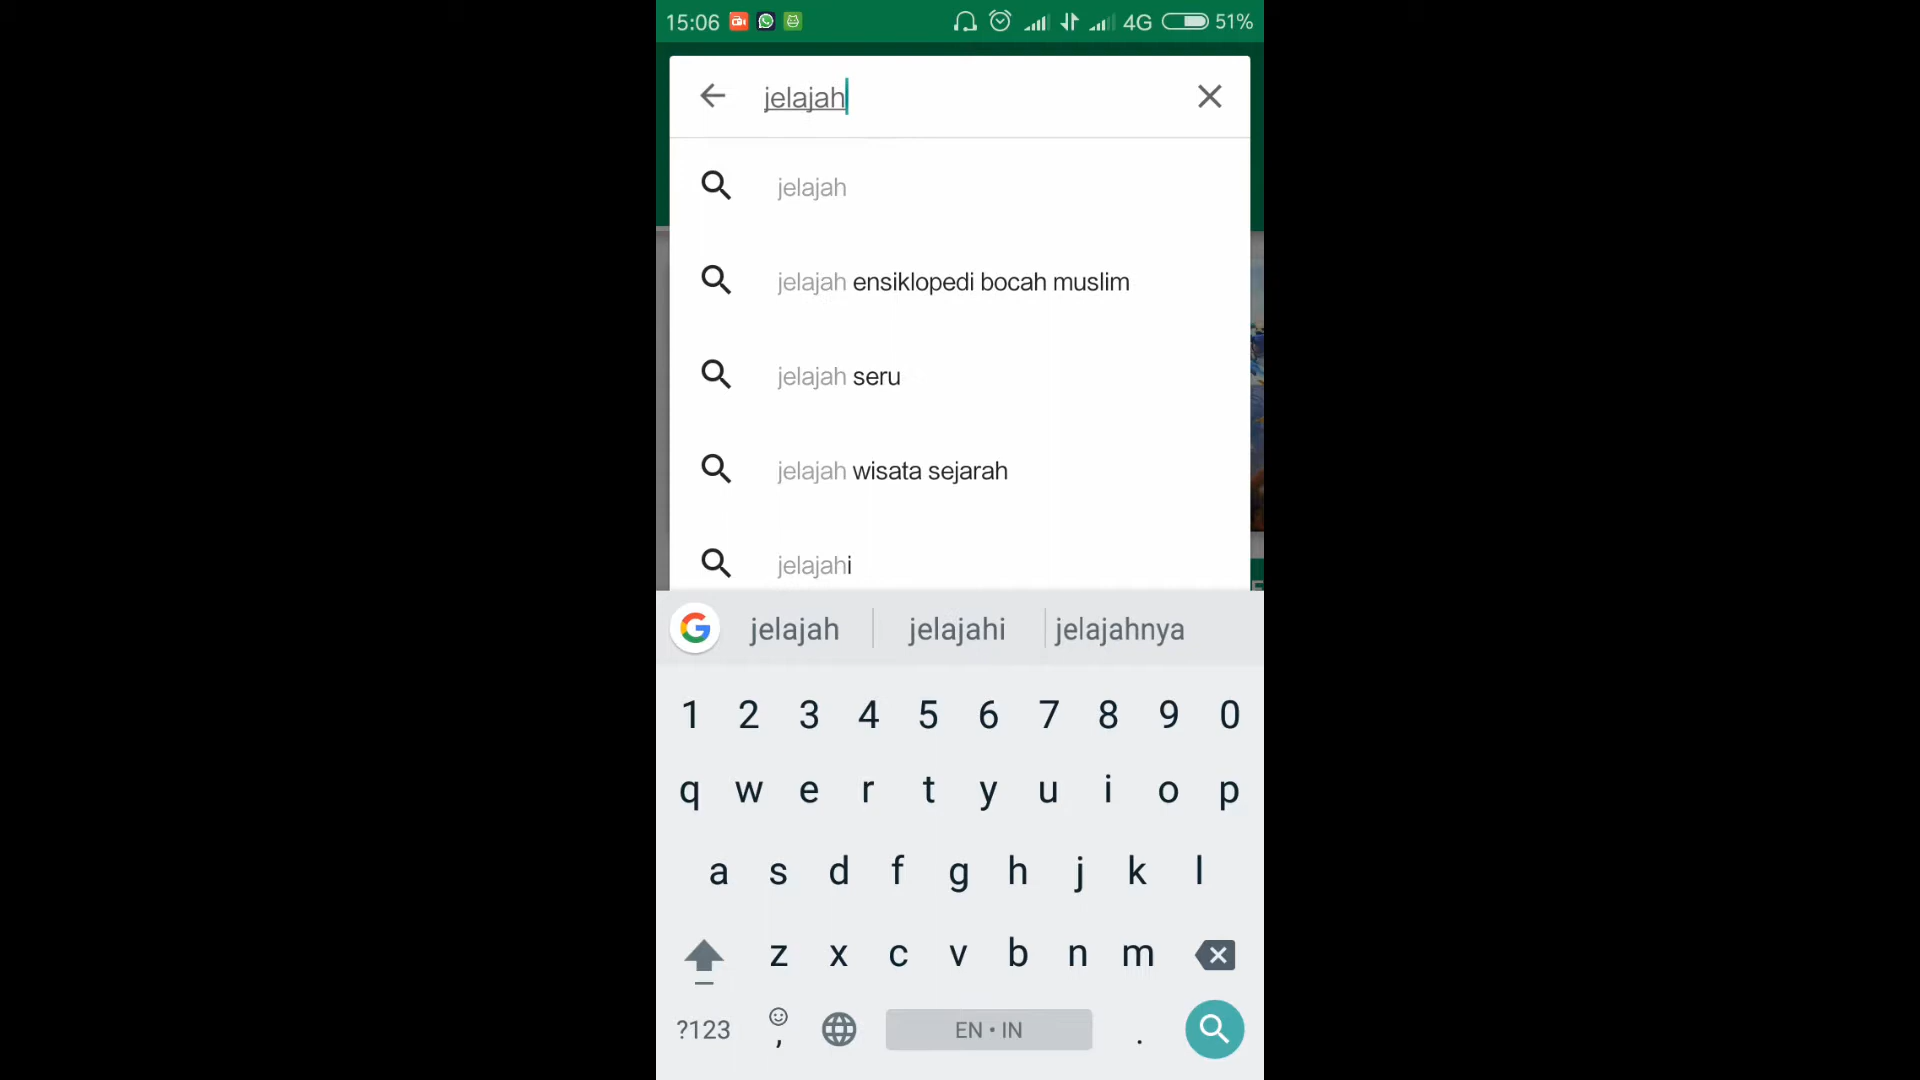 15:06 4G 51%
jelajah
jelajah
jelajah ensiklopedi bocah muslim
jelajah seru
jelajah wisata sejarah
jelajahi
G jelajah jelajahi jelajahnya
1 2 3 4 5 6 7 8 9 0
q w e r t y u i o p
a s d f g h j k l
z x c v b n m
?123 , EN • IN .